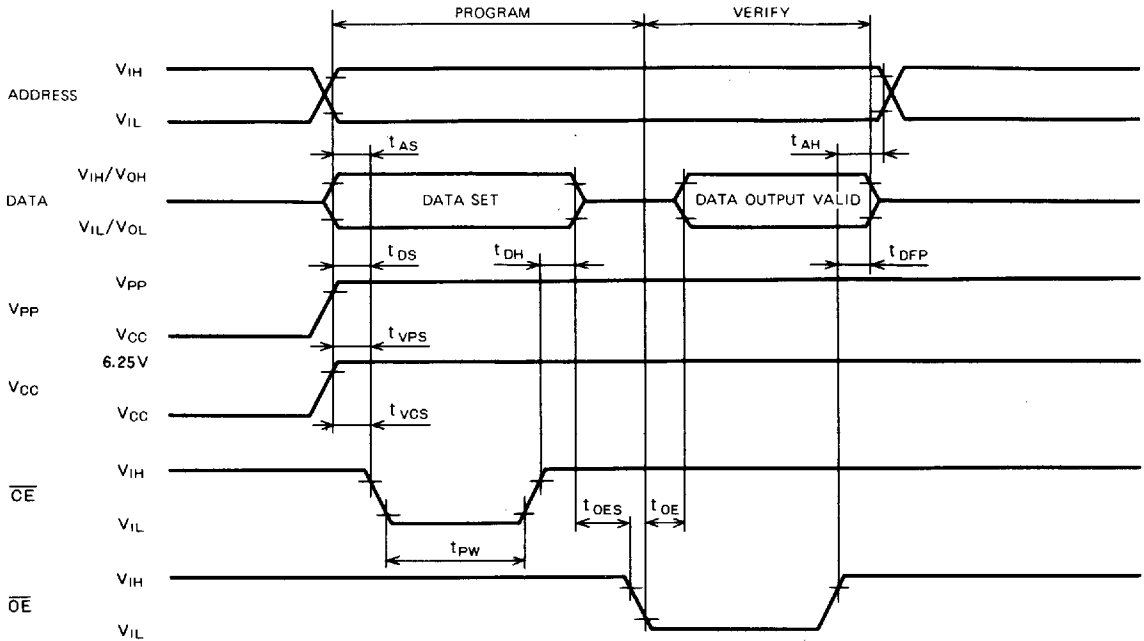 PROGRAM VERIFY
ADDRESS
VIH
VIL
tAS
tAH
DATA
VIH/VOH
VIL/VOL
DATA SET
DATA OUTPUT VALID
tDS
tDH
tDFP
VPP
VPP
VCC
tVPS
VCC
6.25V
VCC
tVCS
CE
VIH
VIL
tPW
tOES
tOE
OE
VIH
VIL